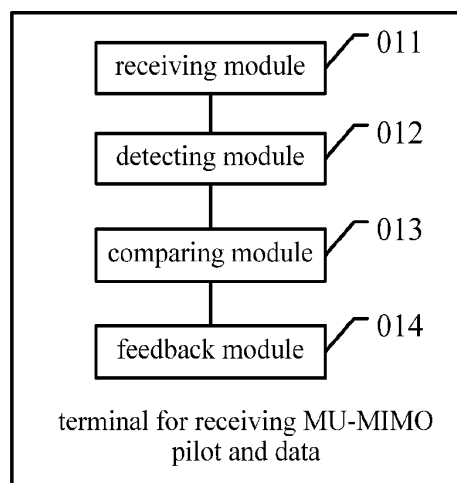 011
receiving module
012
detecting module
013
comparing module
014
feedback module
terminal for receiving MU-MIMO
pilot and data